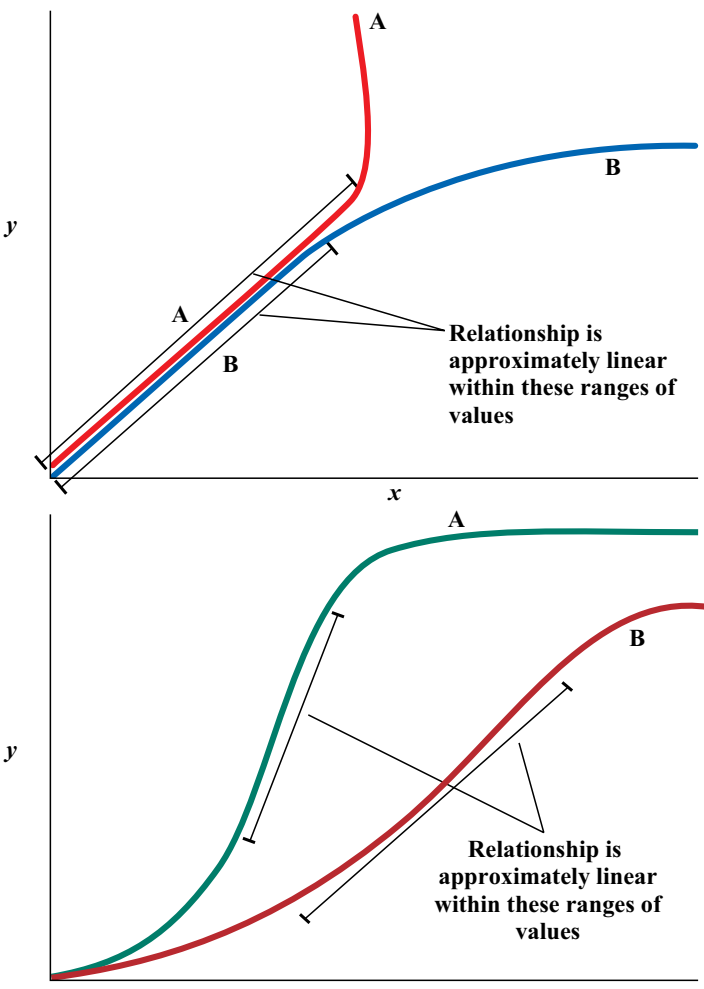 A
B
y
A
B
Relationship is
approximately linear
within these ranges of
values
x
A
B
y
Relationship is
approximately linear
within these ranges of
values